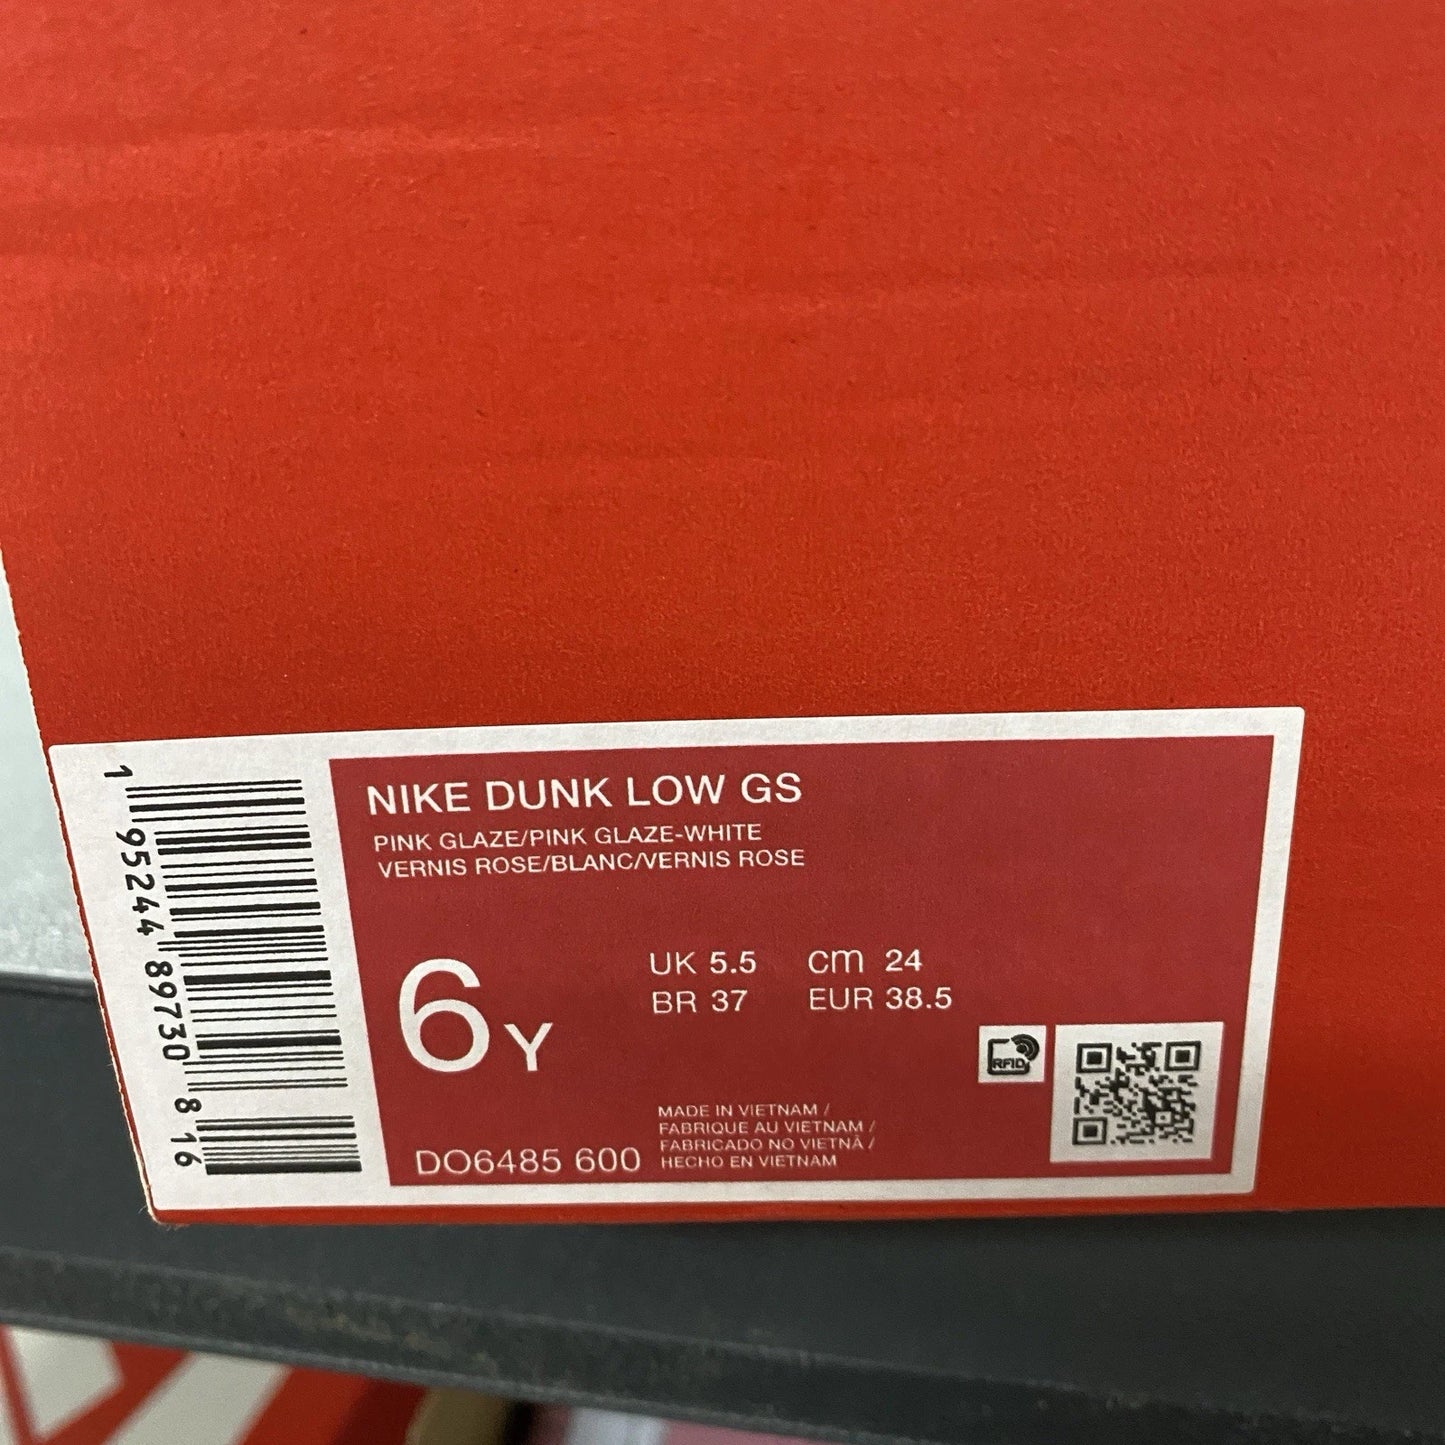 NIKE DUNK LOW GS
PINK GLAZE/PINK GLAZE-WHITE
VERNIS ROSE/BLANC/VERNIS ROSE
6Y
UK 5.5 cm 24
BR 37 EUR 38.5
RFID
DO6485 600
MADE IN VIETNAM /
FABRIQUE AU VIETNAM /
FABRICADO NO VIETNÃ /
HECHO EN VIETNAM
1 95244 89730 8 16